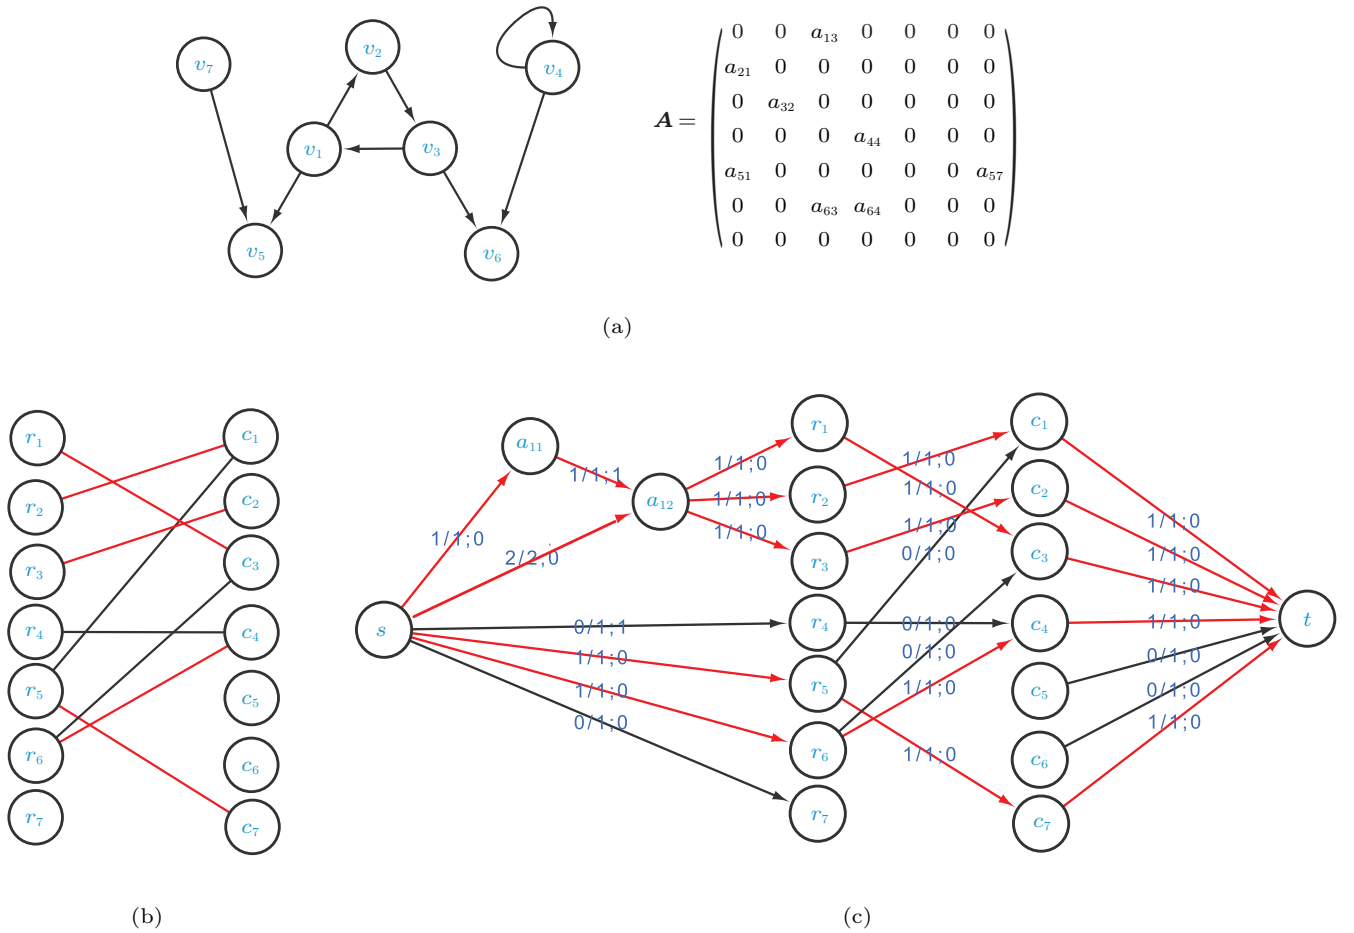 v₂
v₇ v₄
v₁ v₃
v₅ v₆
A =
0 0 a₁₃ 0 0 0 0
a₂₁ 0 0 0 0 0 0
0 a₃₂ 0 0 0 0 0
0 0 0 a₄₄ 0 0 0
a₅₁ 0 0 0 0 0 a₅₇
0 0 a₆₃ a₆₄ 0 0 0
0 0 0 0 0 0 0
(a)
r₁ c₁
r₂ c₂
r₃ c₃
r₄ c₄
r₅ c₅
r₆ c₆
r₇ c₇
(b)
a₁₁
a₁₂
s
r₁
r₂
r₃
r₄
r₅
r₆
r₇
c₁
c₂
c₃
c₄
c₅
c₆
c₇
t
1/1;0
1/1;1
2/2;0
1/1;0
1/1;0
1/1;0
0/1;1
1/1;0
1/1;0
0/1;0
1/1;0
1/1;0
1/1;0
0/1;0
0/1;0
0/1;0
1/1;0
1/1;0
1/1;0
1/1;0
1/1;0
1/1;0
0/1;0
0/1;0
1/1;0
(c)